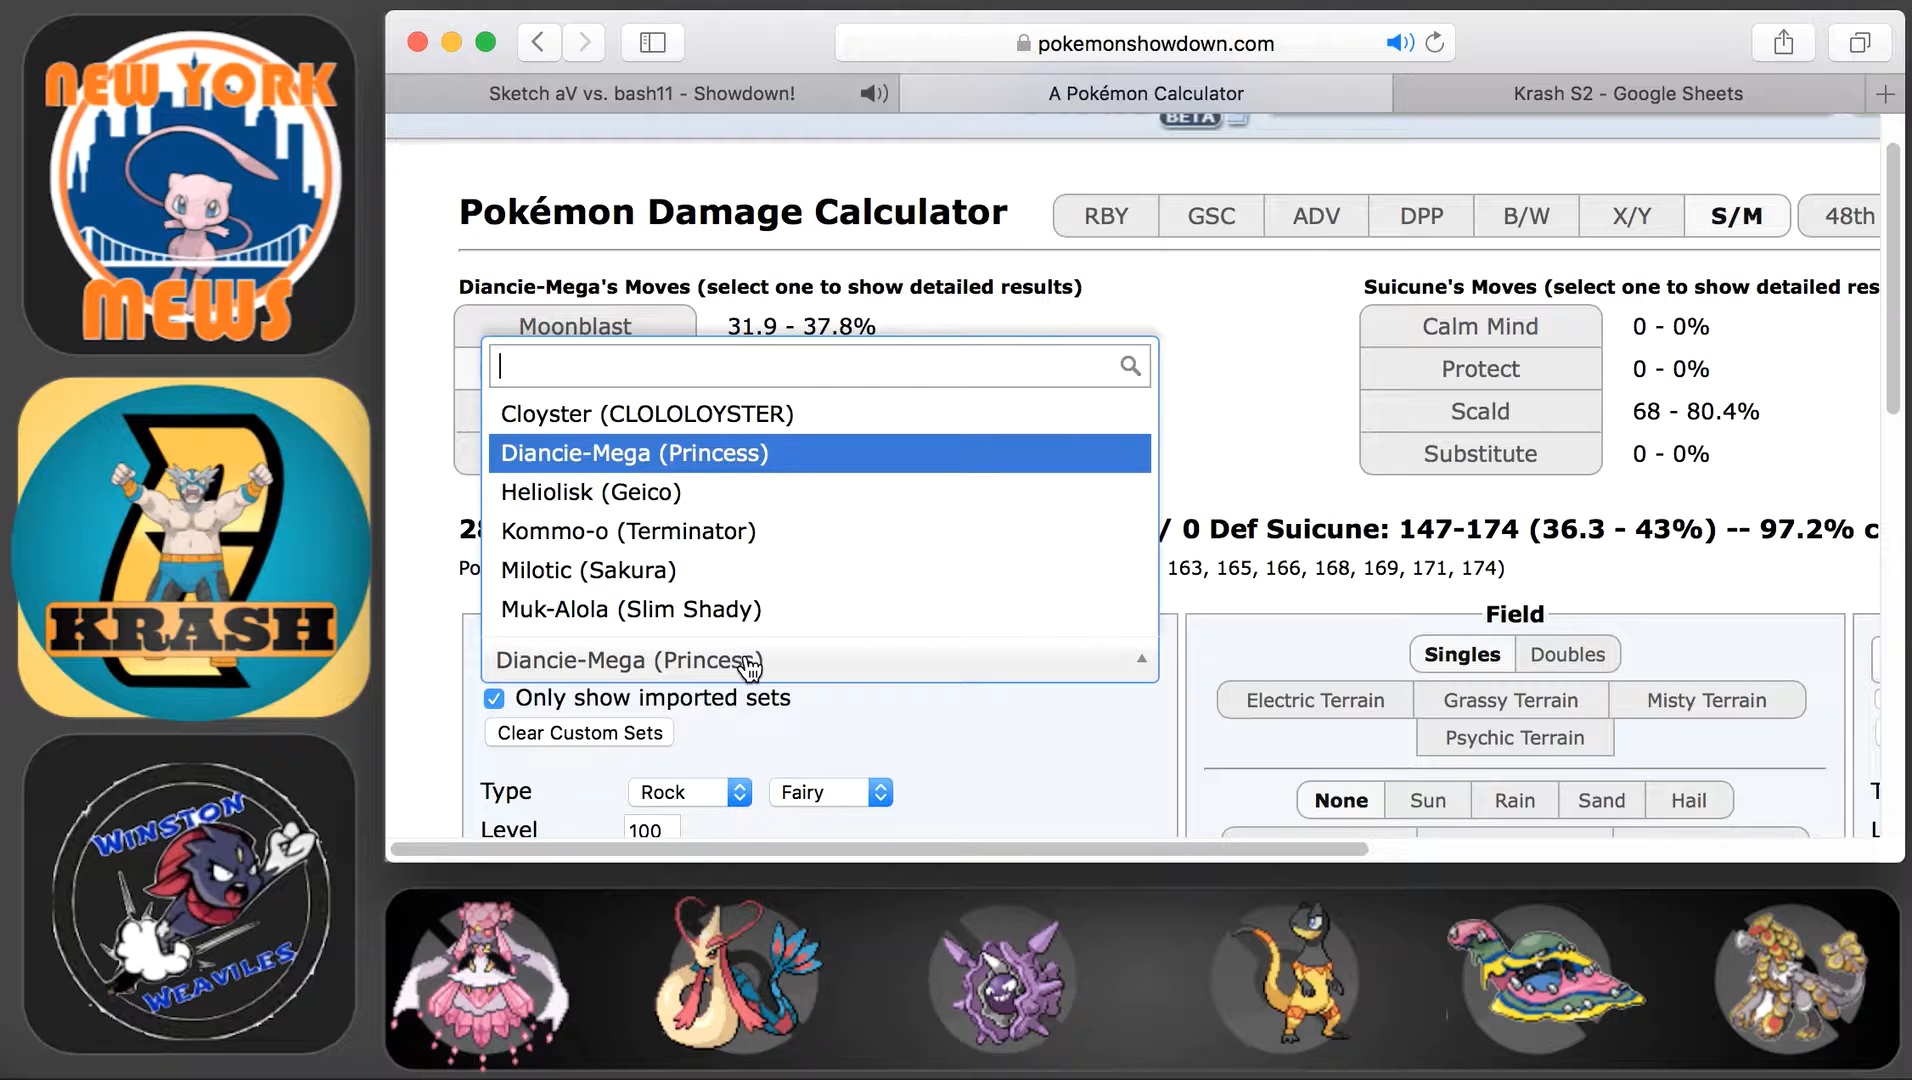 NEW YORK
MEWS
KRASH
WINSTON
WEAVILES
pokemonshowdown.com
Sketch aV vs. bash11 - Showdown!
A Pokémon Calculator
Krash S2 - Google Sheets
BETA
Pokémon Damage Calculator
RBY GSC ADV DPP B/W X/Y S/M 48th
Diancie-Mega's Moves (select one to show detailed results)
Suicune's Moves (select one to show detailed res
Moonblast 31.9 - 37.8%
Calm Mind 0 - 0%
Protect 0 - 0%
Scald 68 - 80.4%
Substitute 0 - 0%
Cloyster (CLOLOLOYSTER)
Diancie-Mega (Princess)
Heliolisk (Geico)
Kommo-o (Terminator)
Milotic (Sakura)
Muk-Alola (Slim Shady)
Diancie-Mega (Princess)
28 / 0 Def Suicune: 147-174 (36.3 - 43%) -- 97.2% c
Po 163, 165, 166, 168, 169, 171, 174)
Only show imported sets
Clear Custom Sets
Type Rock Fairy
Level 100
Field
Singles Doubles
Electric Terrain Grassy Terrain Misty Terrain
Psychic Terrain
None Sun Rain Sand Hail